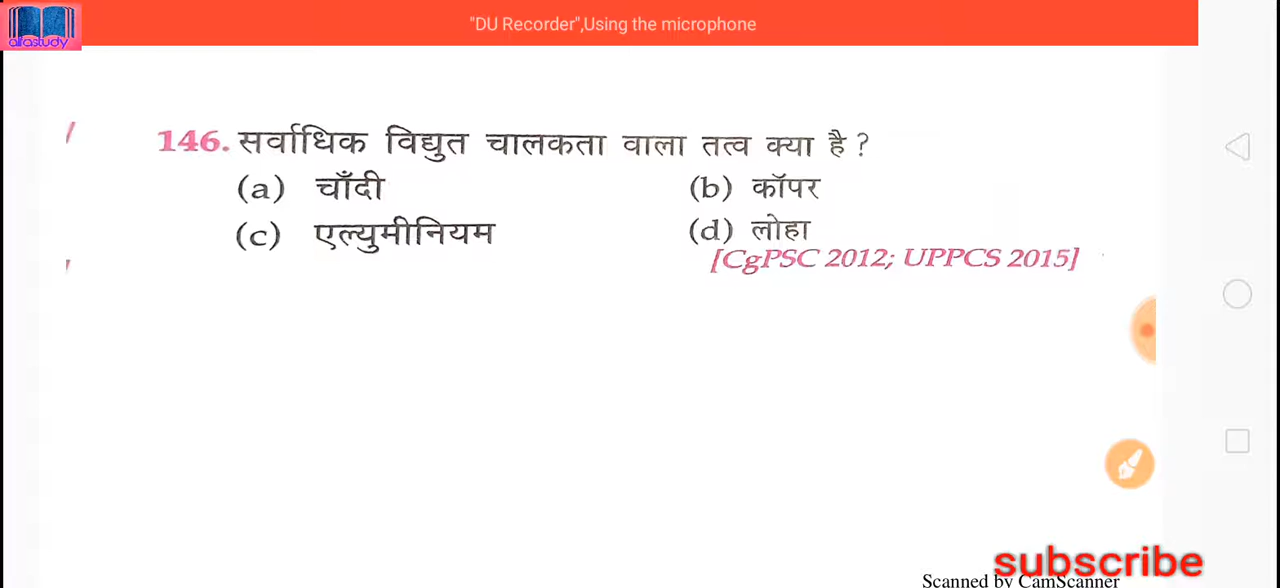 "DU Recorder",Using the microphone
alfastudy
146. सर्वाधिक विद्युत चालकता वाला तत्व क्या है ?
(a) चाँदी (b) कॉपर
(c) एल्युमीनियम (d) लोहा
[CgPSC 2012; UPPCS 2015]
subscribe
Scanned by CamScanner